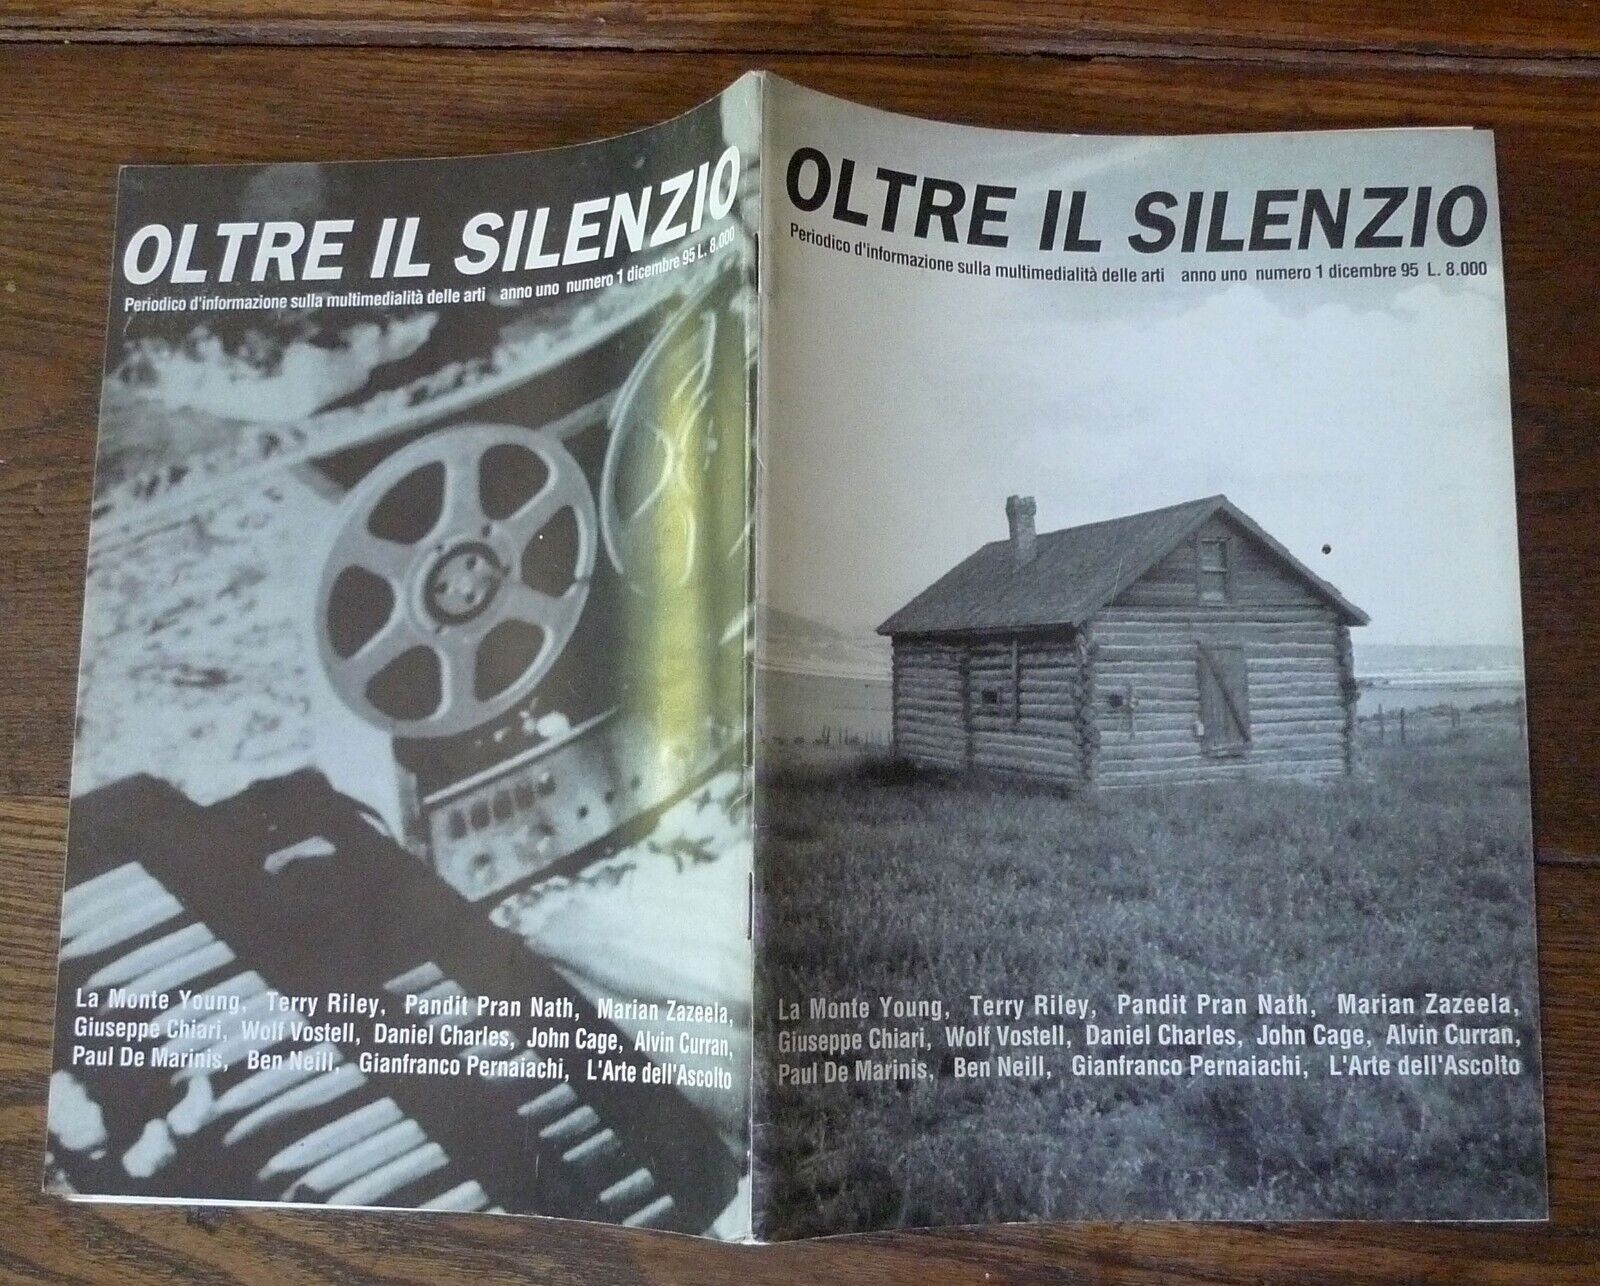 OLTRE IL SILENZIO
Periodico d'informazione sulla multimedialità delle arti anno uno numero 1 dicembre 95 L. 8.000
La Monte Young, Terry Riley, Pandit Pran Nath, Marian Zazeela,
Giuseppe Chiari, Wolf Vostell, Daniel Charles, John Cage, Alvin Curran,
Paul De Marinis, Ben Neill, Gianfranco Pernaiachi, L'Arte dell'Ascolto
OLTRE IL SILENZIO
Periodico d'informazione sulla multimedialità delle arti anno uno numero 1 dicembre 95 L. 8.000
La Monte Young, Terry Riley, Pandit Pran Nath, Marian Zazeela,
Giuseppe Chiari, Wolf Vostell, Daniel Charles, John Cage, Alvin Curran,
Paul De Marinis, Ben Neill, Gianfranco Pernaiachi, L'Arte dell'Ascolto